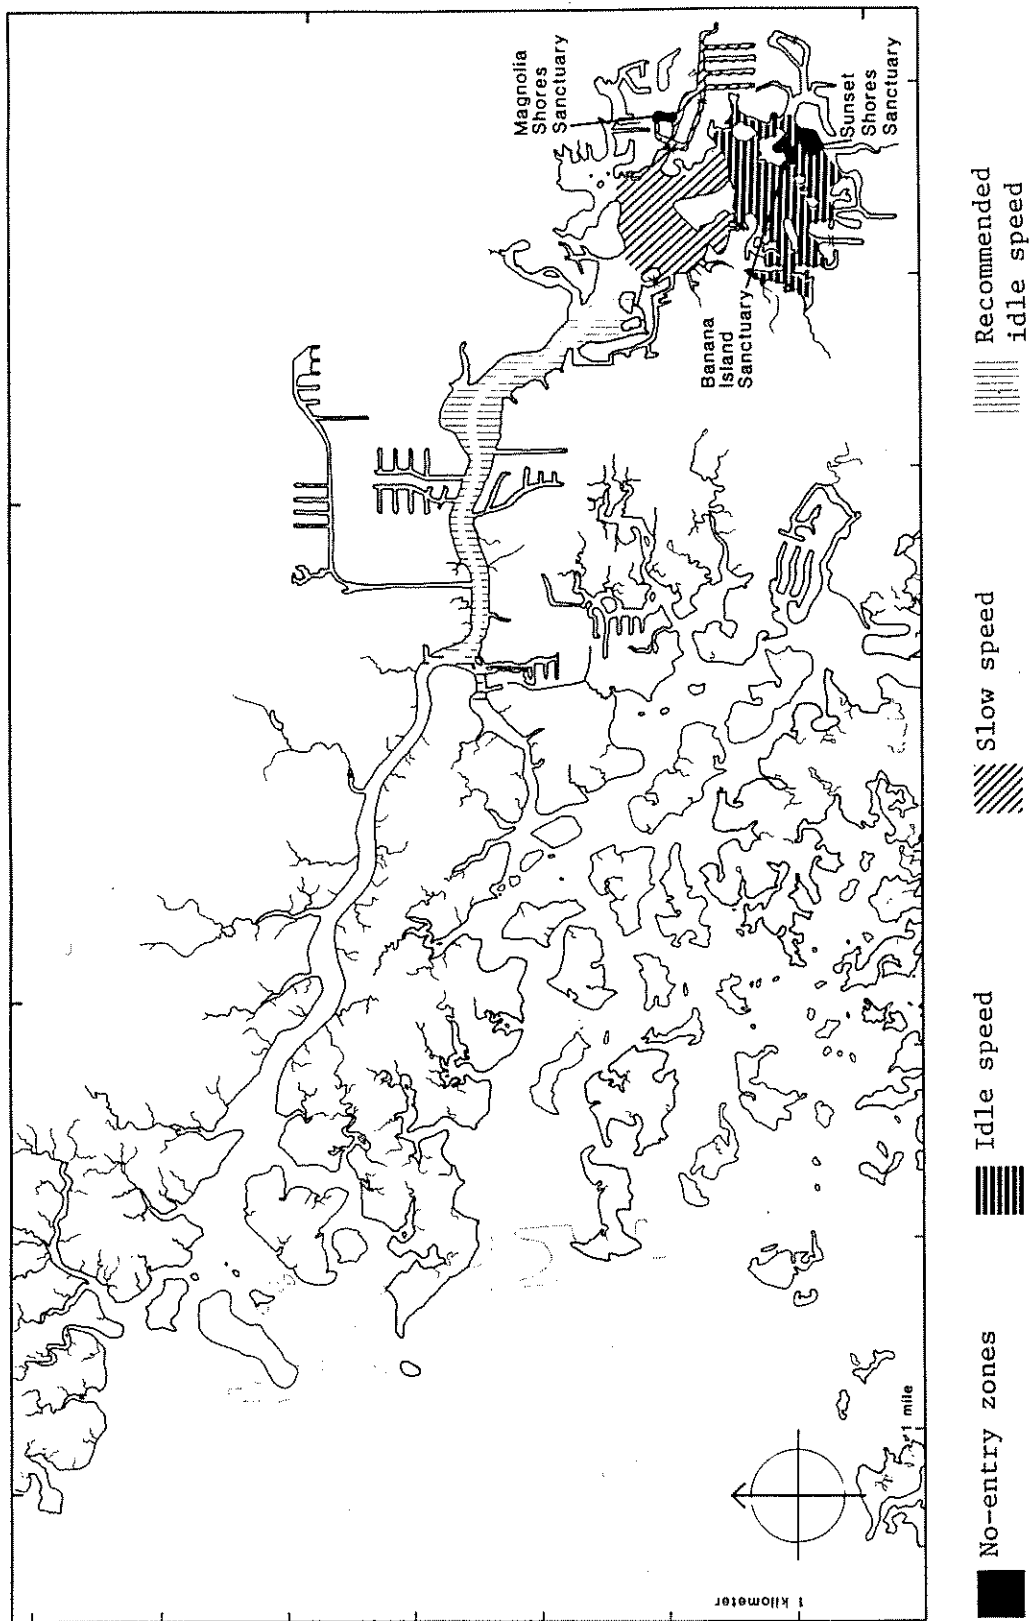 Magnolia
Shores
Sanctuary
Sunset
Shores
Sanctuary
Banana
Island
Sanctuary
1 mile
1 kilometer
No-entry zones
Idle speed
Slow speed
Recommended
idle speed